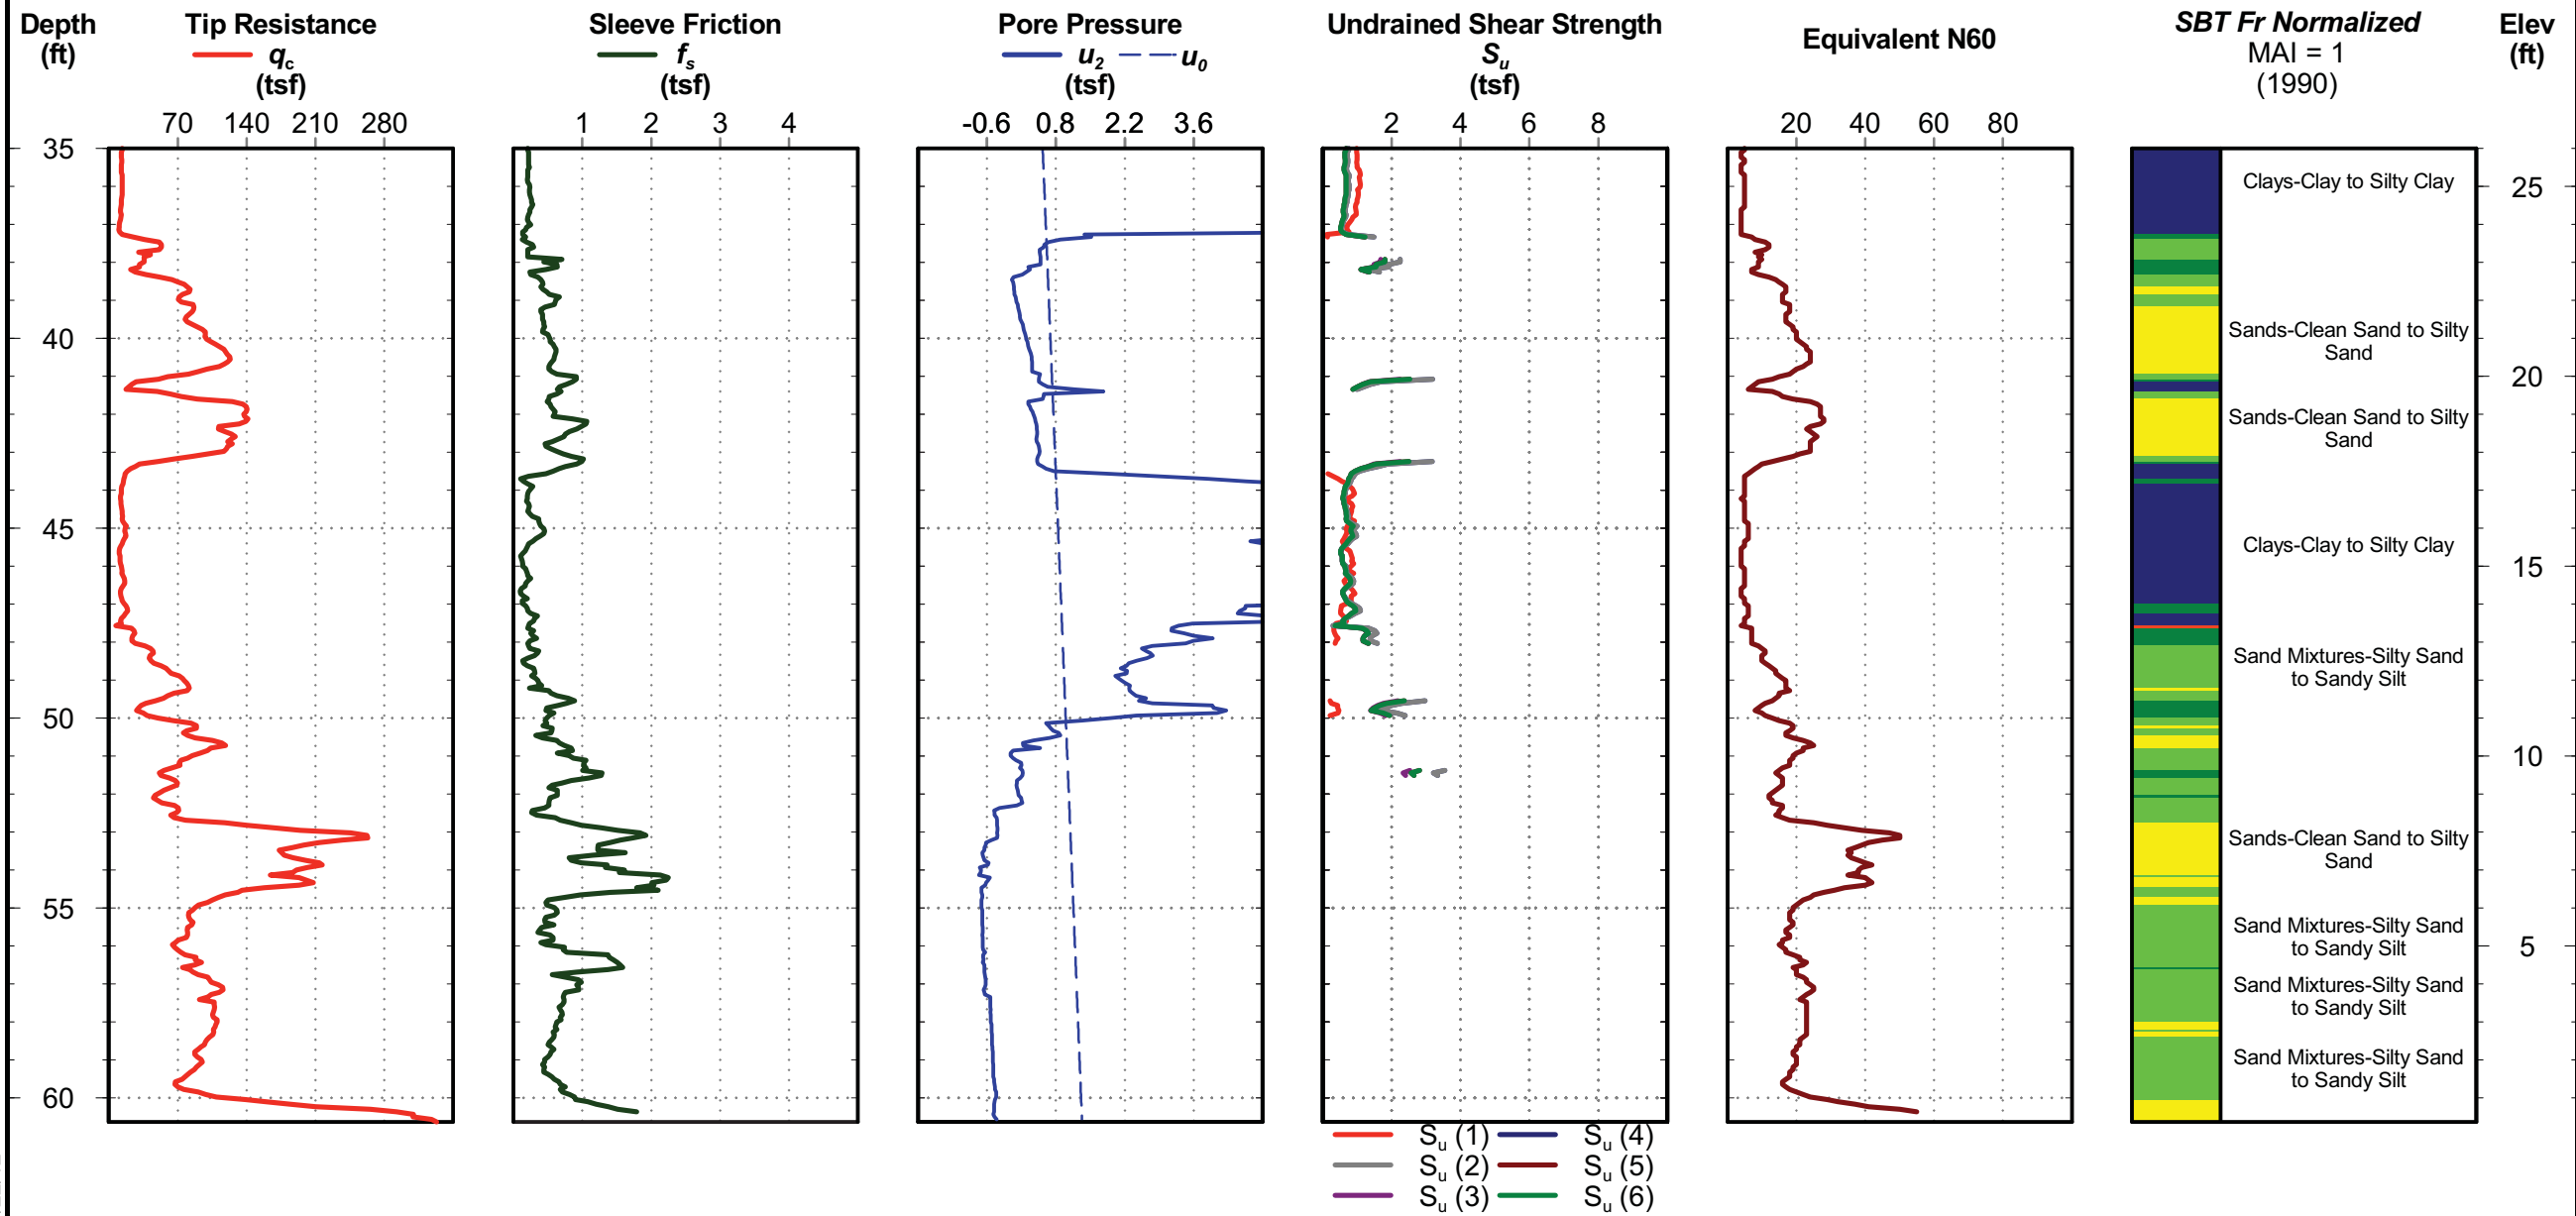 Depth
(ft)
Tip Resistance
qc
(tsf)
Sleeve Friction
fs
(tsf)
Pore Pressure
u2 u0
(tsf)
Undrained Shear Strength
Su
(tsf)
Equivalent N60
SBT Fr Normalized
MAI = 1
(1990)
Elev
(ft)
70 140 210 280
1 2 3 4
-0.6 0.8 2.2 3.6
2 4 6 8
20 40 60 80
35
40
45
50
55
60
Clays-Clay to Silty Clay
Sands-Clean Sand to Silty
Sand
Sands-Clean Sand to Silty
Sand
Clays-Clay to Silty Clay
Sand Mixtures-Silty Sand
to Sandy Silt
Sands-Clean Sand to Silty
Sand
Sand Mixtures-Silty Sand
to Sandy Silt
Sand Mixtures-Silty Sand
to Sandy Silt
Sand Mixtures-Silty Sand
to Sandy Silt
25
20
15
10
5
Su (1) Su (4)
Su (2) Su (5)
Su (3) Su (6)